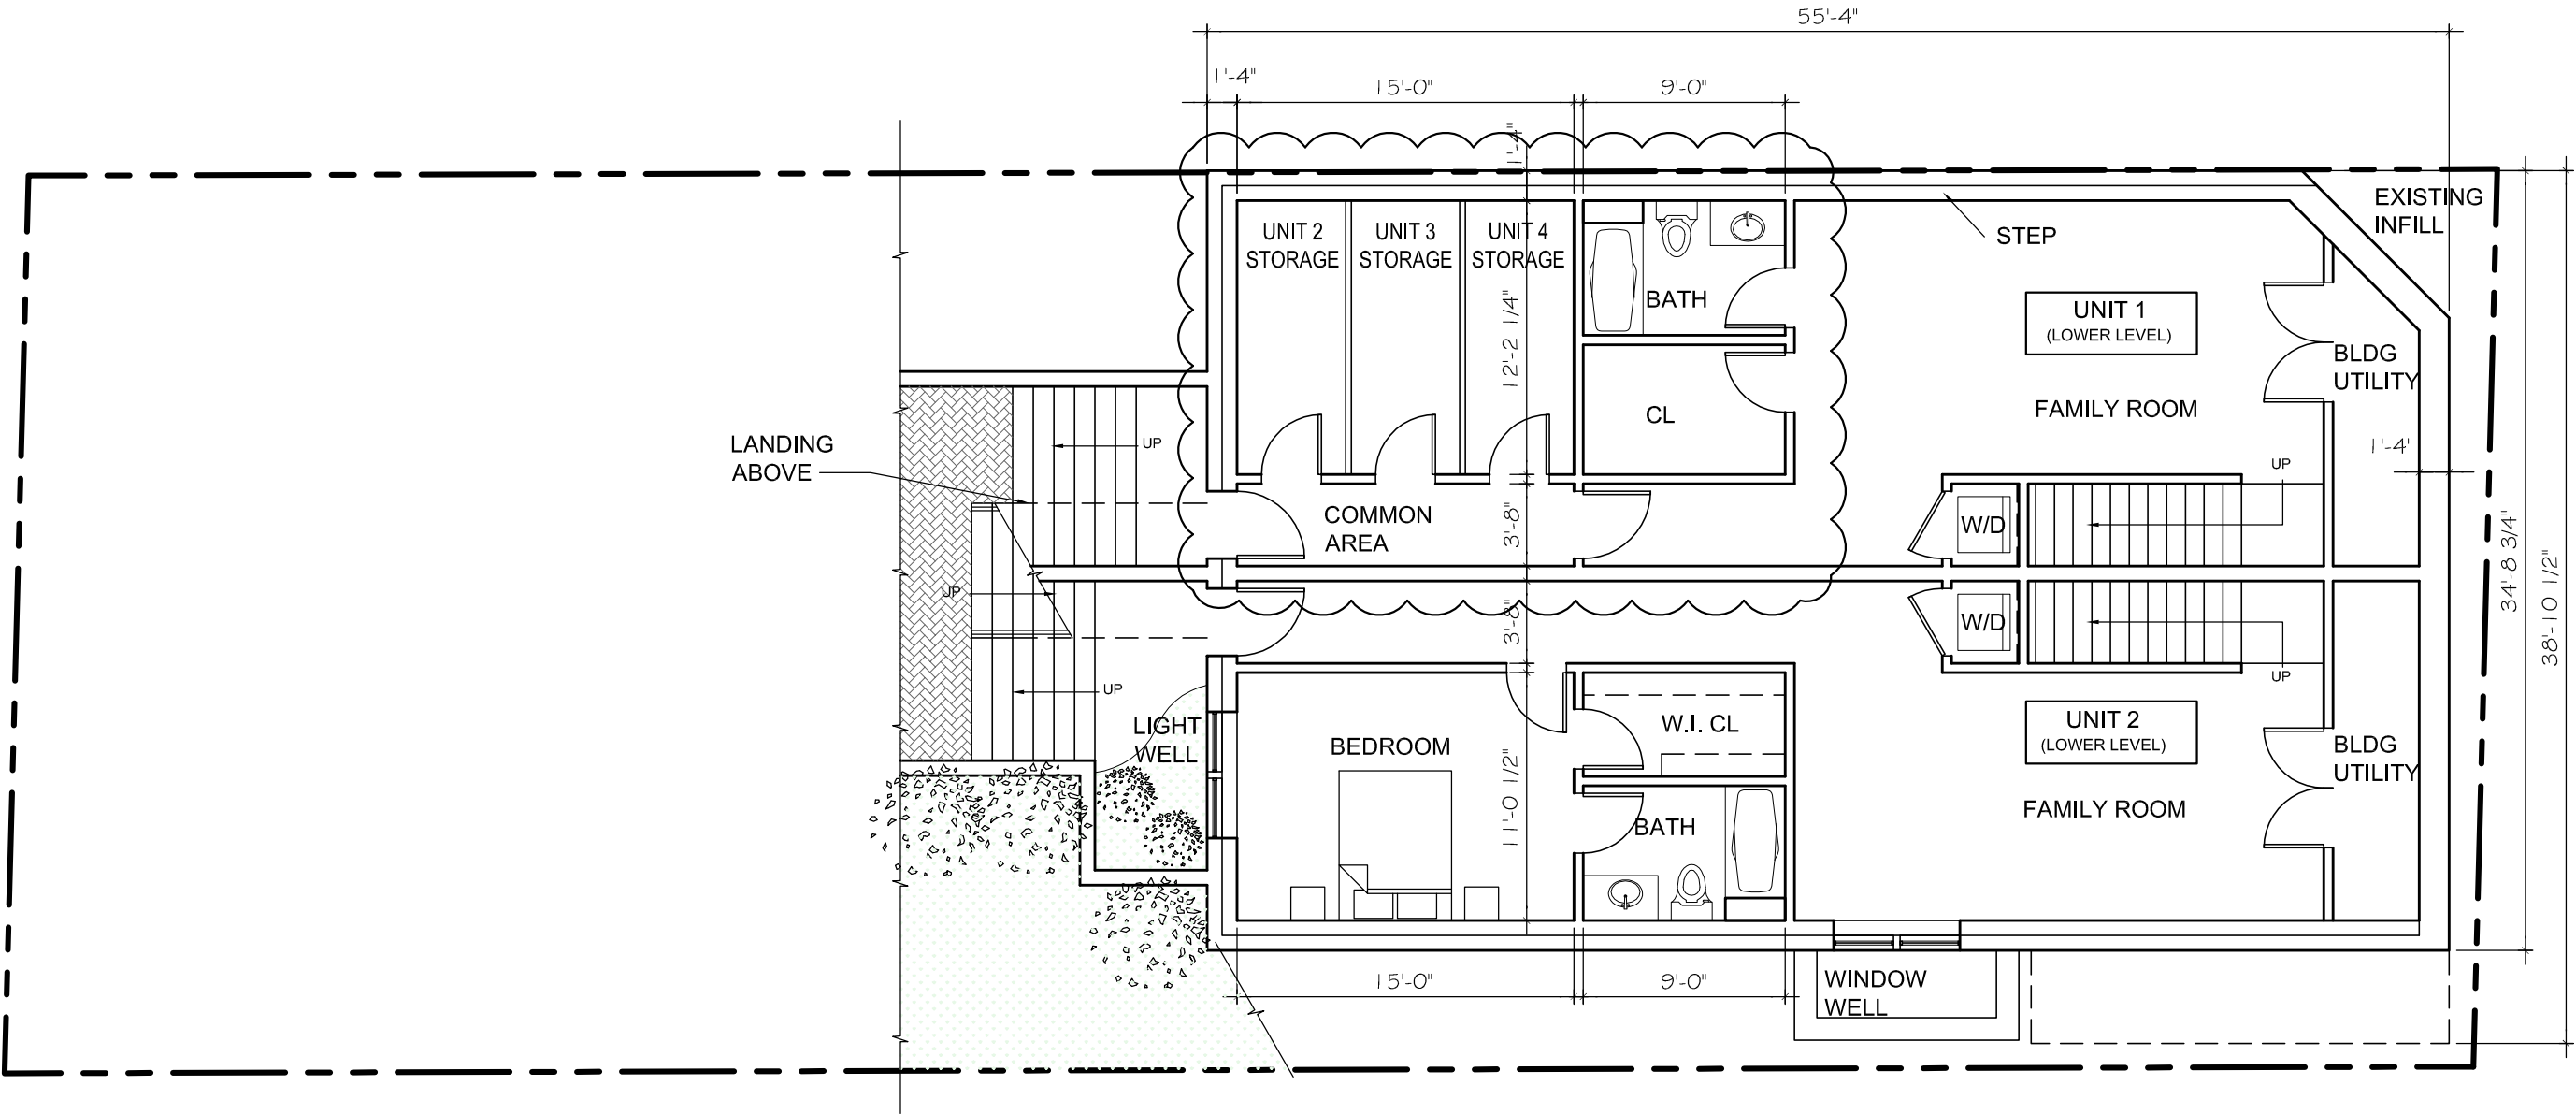 55'-4"
1'-4"
15'-0"
9'-0"
1'-4"
EXISTING
INFILL
UNIT 2
STORAGE
UNIT 3
STORAGE
UNIT 4
STORAGE
STEP
BATH
12'-2 1/4"
UNIT 1
(LOWER LEVEL)
BLDG
UTILITY
FAMILY ROOM
CL
LANDING
ABOVE
UP
1'-4"
UP
COMMON
AREA
3'-8"
W/D
34'-8 3/4"
38'-10 1/2"
UP
3'-8"
W/D
UP
UP
LIGHT
WELL
BEDROOM
W.I. CL
UNIT 2
(LOWER LEVEL)
BLDG
UTILITY
11'-0 1/2"
FAMILY ROOM
BATH
15'-0"
9'-0"
WINDOW
WELL